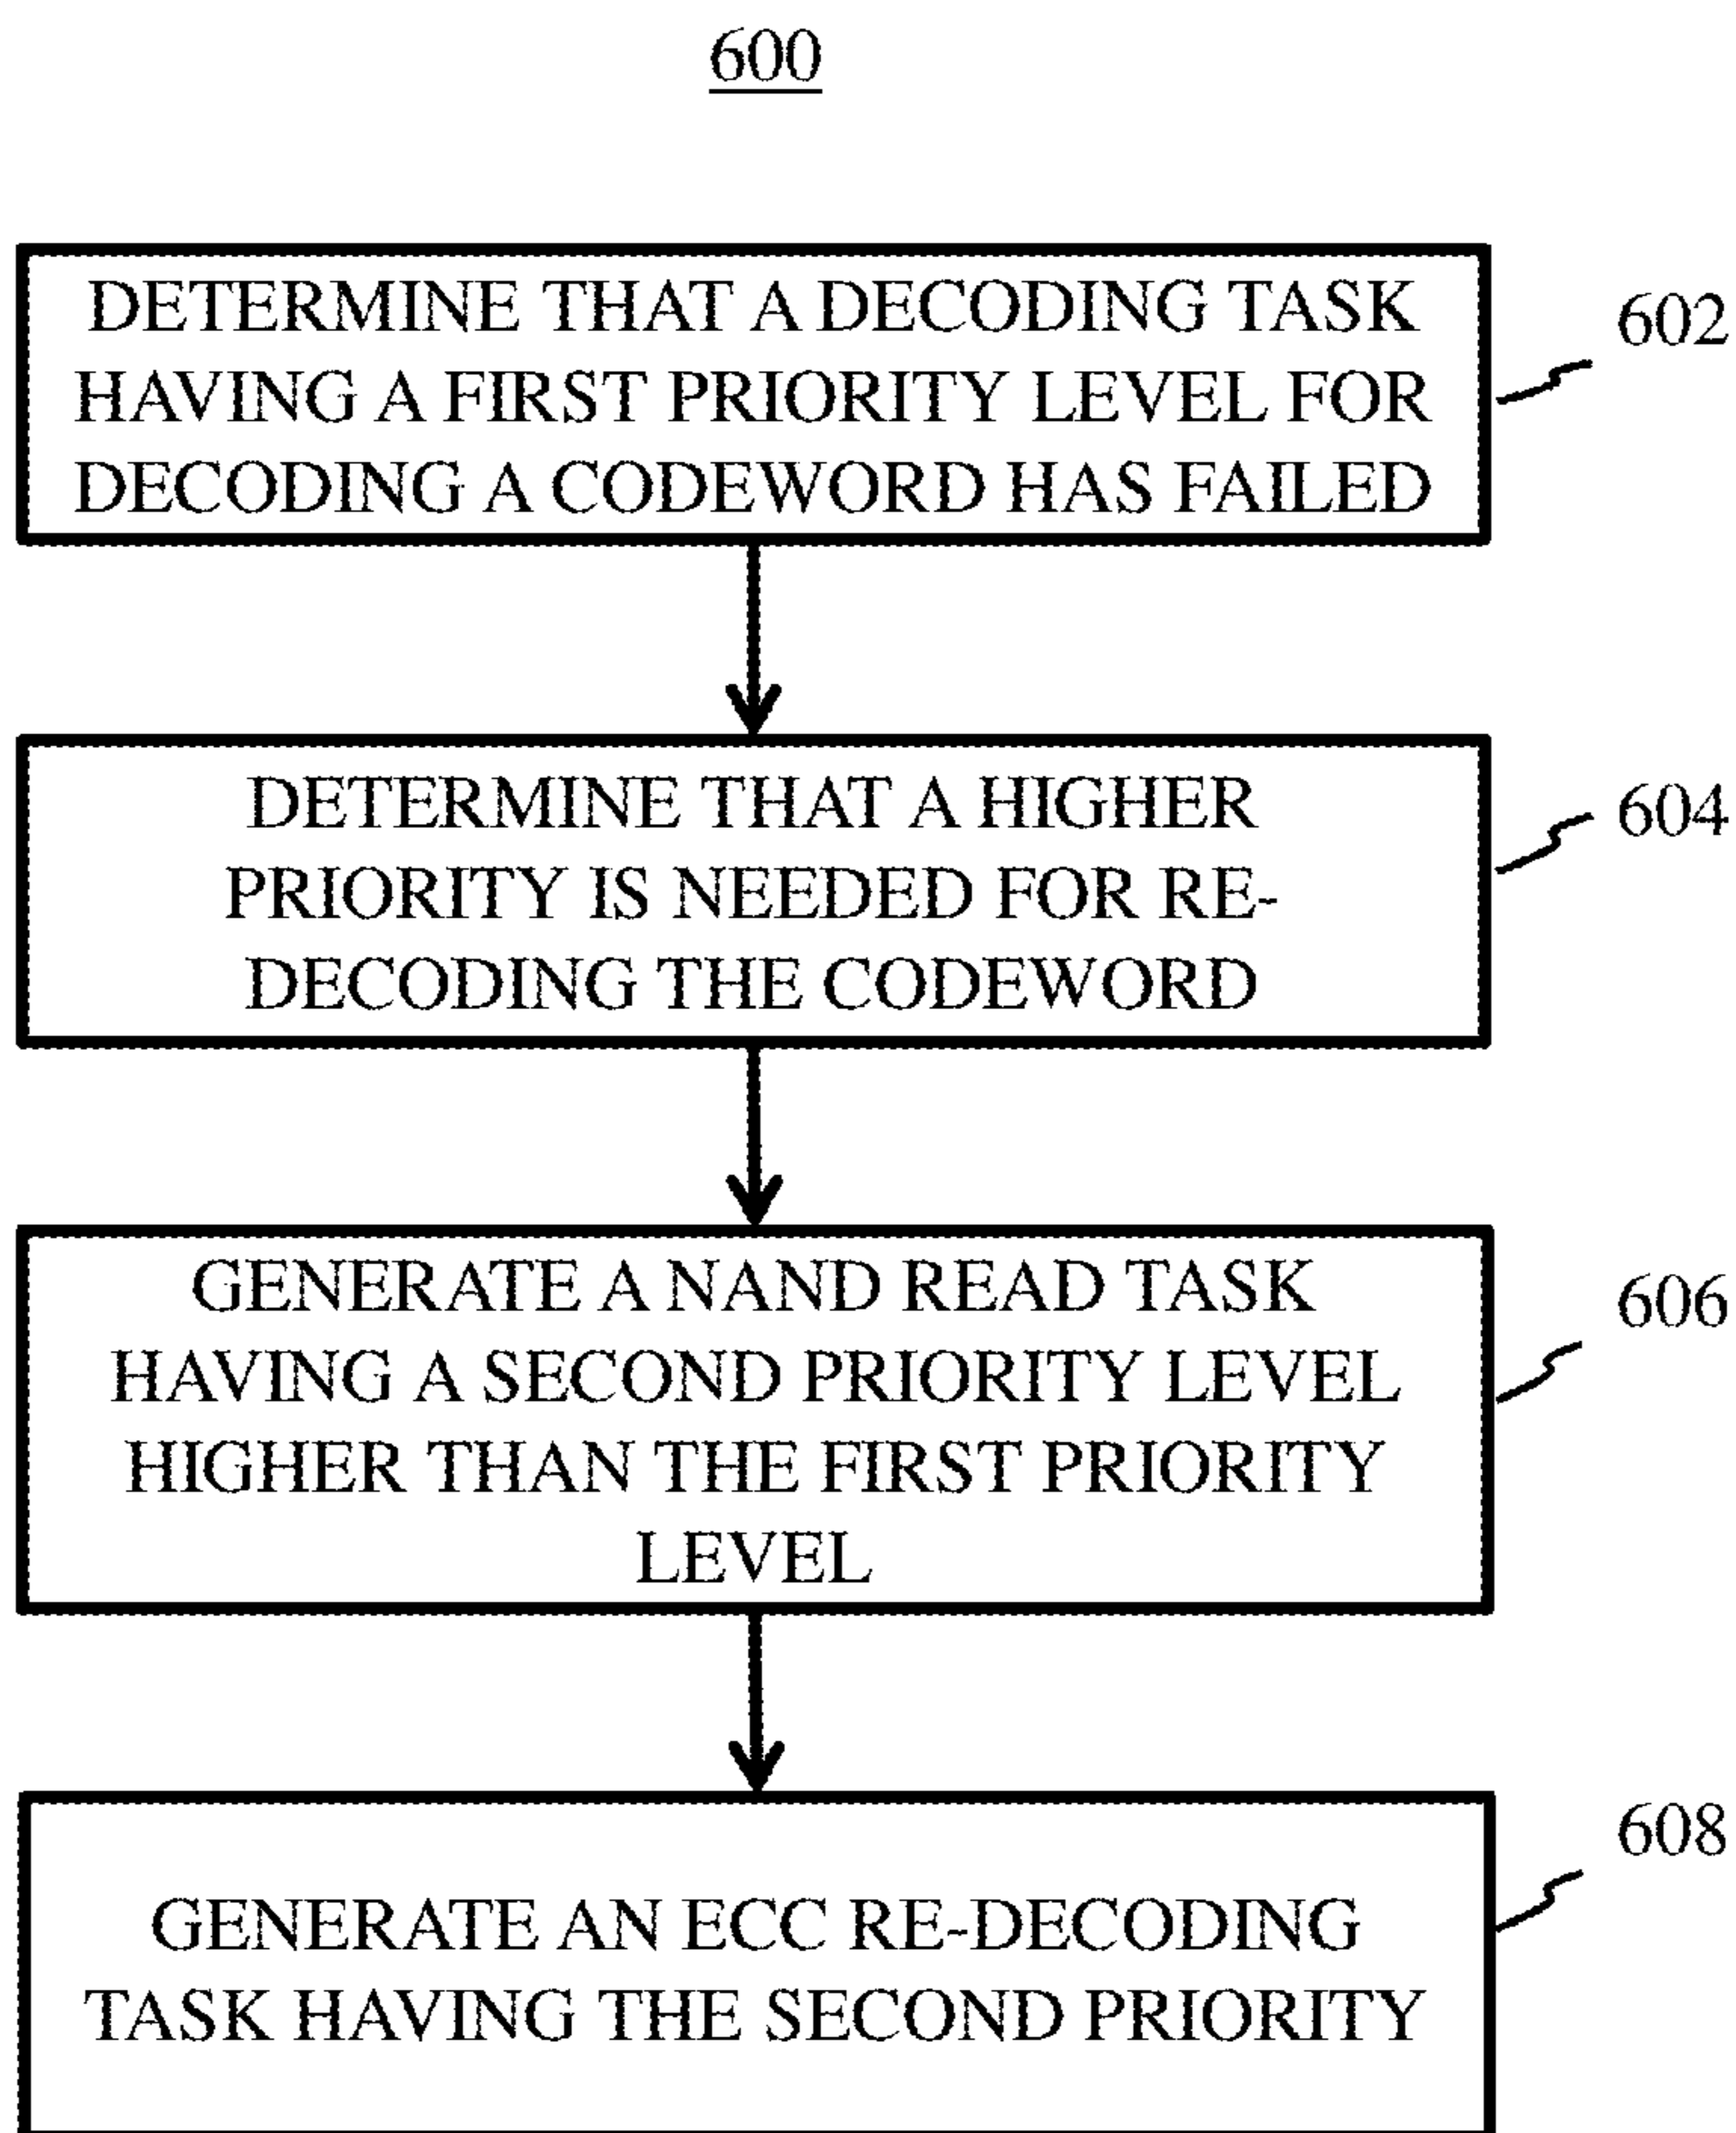 600
DETERMINE THAT A DECODING TASK
HAVING A FIRST PRIORITY LEVEL FOR
DECODING A CODEWORD HAS FAILED
602
DETERMINE THAT A HIGHER
PRIORITY IS NEEDED FOR RE-
DECODING THE CODEWORD
604
GENERATE A NAND READ TASK
HAVING A SECOND PRIORITY LEVEL
HIGHER THAN THE FIRST PRIORITY
LEVEL
606
GENERATE AN ECC RE-DECODING
TASK HAVING THE SECOND PRIORITY
608